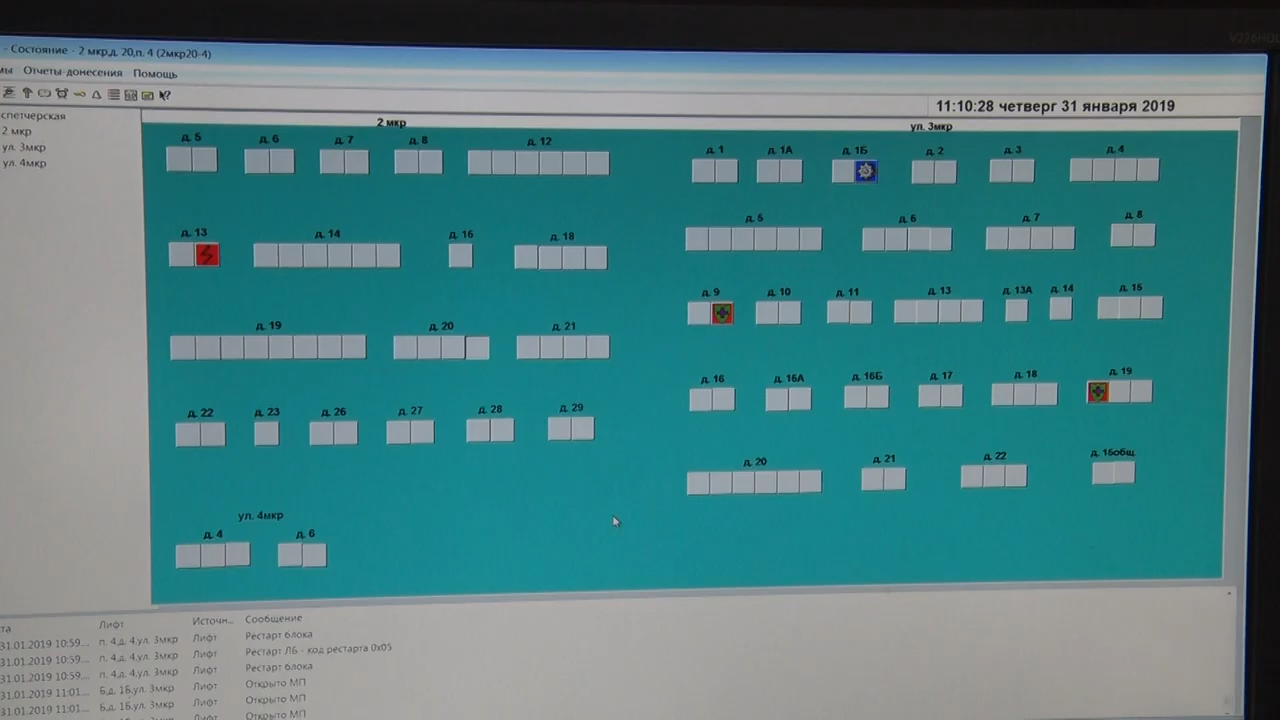 - Состояние - 2 мкр,д. 20,п. 4 (2мкр20-4)
мы Отчеты-донесения Помощь
11:10:28 четверг 31 января 2019
спетчерская
2 мкр
ул. 3мкр
ул. 4мкр
2 мкр
д. 5 д. 6 д. 7 д. 8 д. 12
д. 13 д. 14 д. 16 д. 18
д. 19 д. 20 д. 21
д. 22 д. 23 д. 26 д. 27 д. 28 д. 29
ул. 4мкр
д. 4 д. 6
ул. 3мкр
д. 1 д. 1А д. 1Б д. 2 д. 3 д. 4
д. 5 д. 6 д. 7 д. 8
д. 9 д. 10 д. 11 д. 13 д. 13А д. 14 д. 15
д. 16 д. 16А д. 16Б д. 17 д. 18 д. 19
д. 20 д. 21 д. 22 д. 1Бобщ.
та Лифт Источн... Сообщение
31.01.2019 10:59... п. 4,д. 4,ул. 3мкр Лифт Рестарт блока
31.01.2019 10:59... п. 4,д. 4,ул. 3мкр Лифт Рестарт ЛБ - код рестарта 0x05
31.01.2019 10:59... п. 4,д. 4,ул. 3мкр Лифт Рестарт блока
31.01.2019 11:01... Б,д. 1Б,ул. 3мкр Лифт Открыто МП
31.01.2019 11:01... Б,д. 1Б,ул. 3мкр Лифт Открыто МП
Лифт Открыто МП